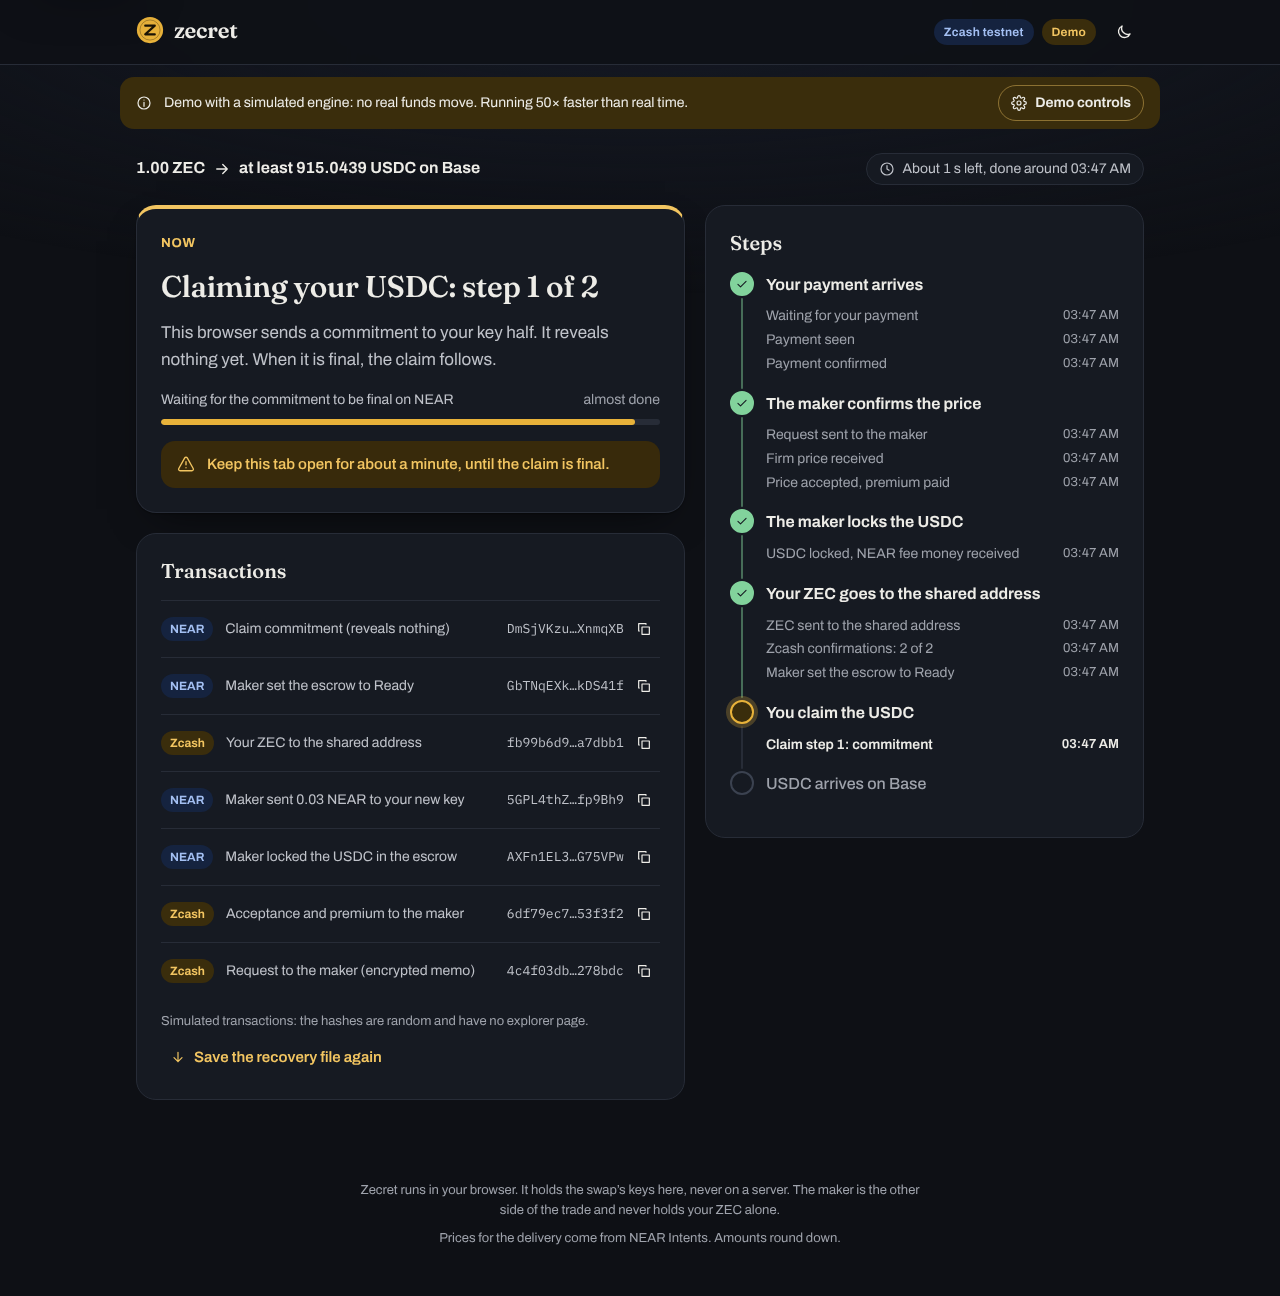 zecret
Zcash testnet
Demo
Demo with a simulated engine: no real funds move. Running 50× faster than real time.
Demo controls
1.00 ZEC → at least 915.0439 USDC on Base
About 1 s left, done around 03:47 AM
NOW
Claiming your USDC: step 1 of 2
This browser sends a commitment to your key half. It reveals
nothing yet. When it is final, the claim follows.
Waiting for the commitment to be final on NEAR almost done
Keep this tab open for about a minute, until the claim is final.
Transactions
NEAR Claim commitment (reveals nothing) DmSjVKzu…XnmqXB
NEAR Maker set the escrow to Ready GbTNqEXk…kDS41f
Zcash Your ZEC to the shared address fb99b6d9…a7dbb1
NEAR Maker sent 0.03 NEAR to your new key 5GPL4thZ…fp9Bh9
NEAR Maker locked the USDC in the escrow AXFn1EL3…G75VPw
Zcash Acceptance and premium to the maker 6df79ec7…53f3f2
Zcash Request to the maker (encrypted memo) 4c4f03db…278bdc
Simulated transactions: the hashes are random and have no explorer page.
Save the recovery file again
Steps
Your payment arrives
Waiting for your payment 03:47 AM
Payment seen 03:47 AM
Payment confirmed 03:47 AM
The maker confirms the price
Request sent to the maker 03:47 AM
Firm price received 03:47 AM
Price accepted, premium paid 03:47 AM
The maker locks the USDC
USDC locked, NEAR fee money received 03:47 AM
Your ZEC goes to the shared address
ZEC sent to the shared address 03:47 AM
Zcash confirmations: 2 of 2 03:47 AM
Maker set the escrow to Ready 03:47 AM
You claim the USDC
Claim step 1: commitment 03:47 AM
USDC arrives on Base
Zecret runs in your browser. It holds the swap’s keys here, never on a server. The maker is the other
side of the trade and never holds your ZEC alone.
Prices for the delivery come from NEAR Intents. Amounts round down.